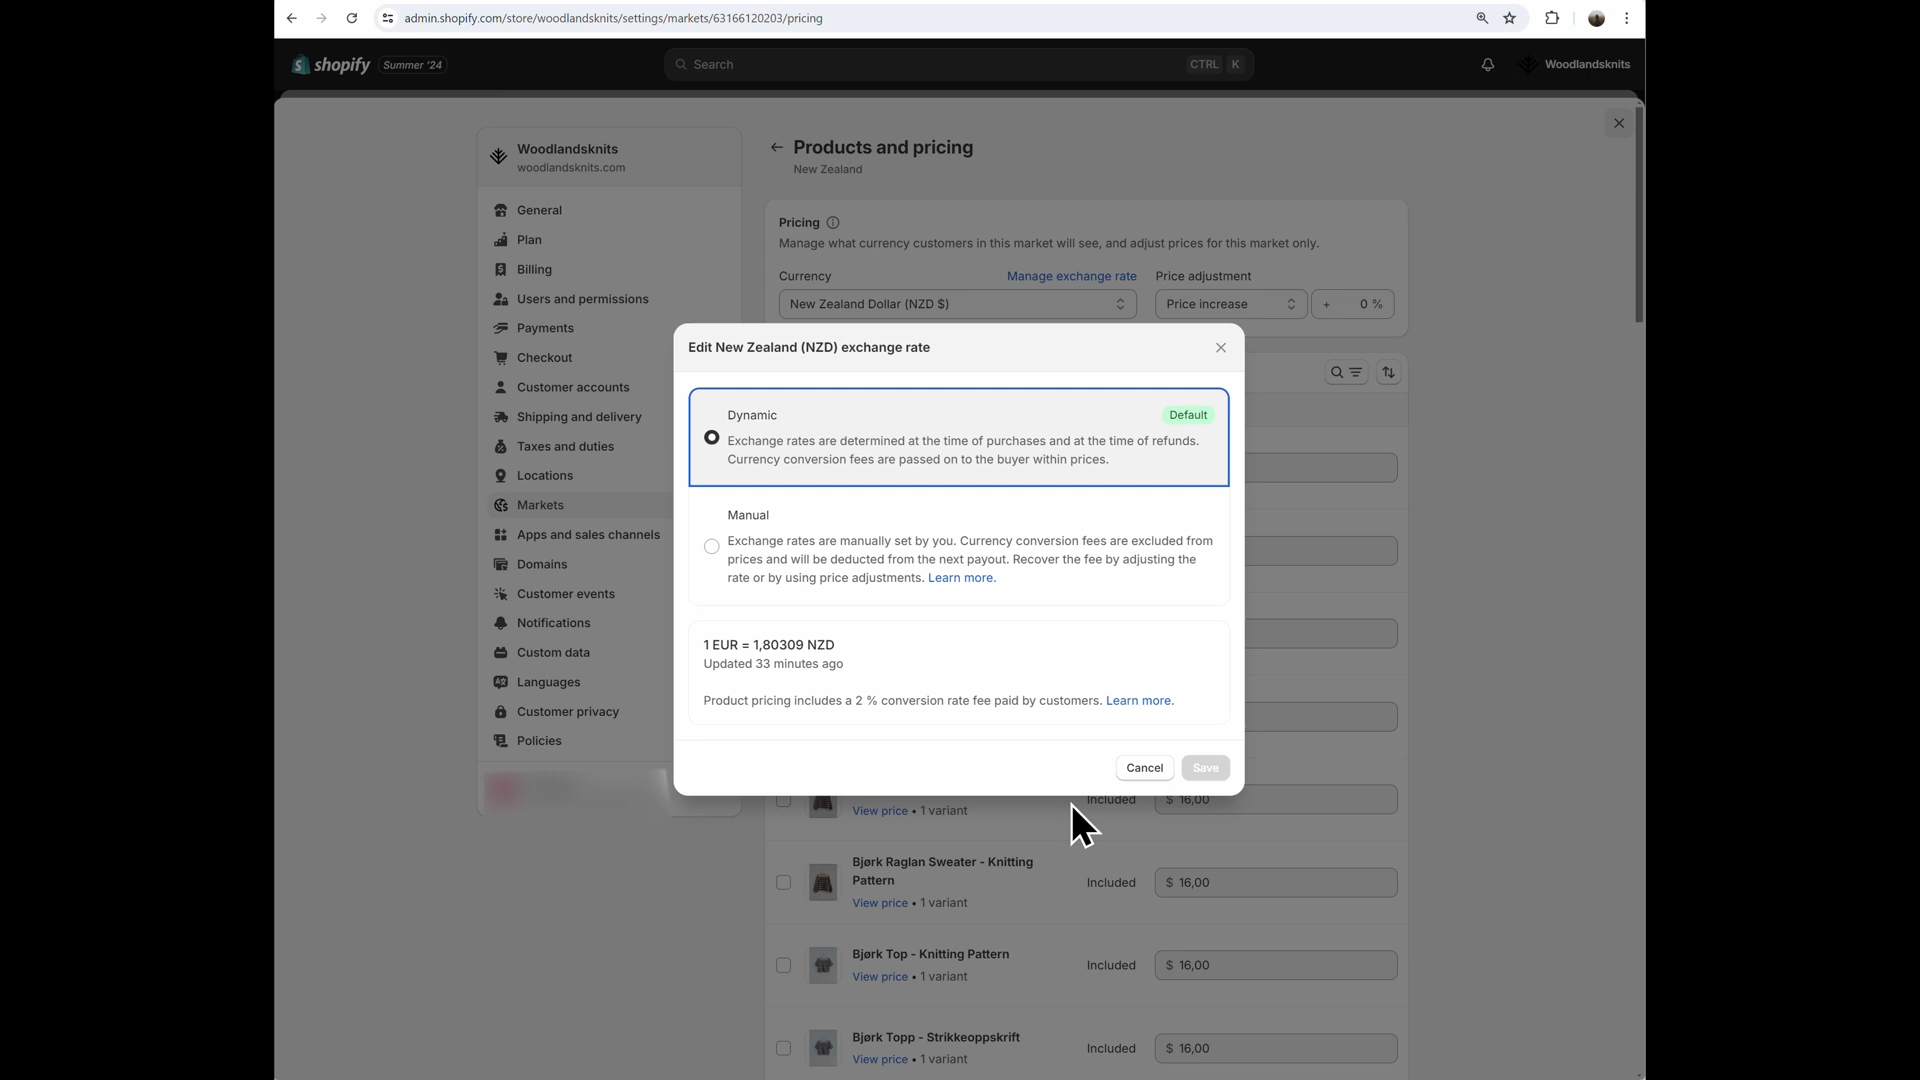 admin.shopify.com/store/woodlandsknits/settings/markets/63166120203/pricing
shopify Summer '24
Search CTRL K
Woodlandsknits
Woodlandsknits
woodlandsknits.com
General
Plan
Billing
Users and permissions
Payments
Checkout
Customer accounts
Shipping and delivery
Taxes and duties
Locations
Markets
Apps and sales channels
Domains
Customer events
Notifications
Custom data
Languages
Customer privacy
Policies
Products and pricing
New Zealand
Pricing
Manage what currency customers in this market will see, and adjust prices for this market only.
Currency Manage exchange rate Price adjustment
New Zealand Dollar (NZD $) Price increase + 0 %
Edit New Zealand (NZD) exchange rate
Dynamic Default
Exchange rates are determined at the time of purchases and at the time of refunds.
Currency conversion fees are passed on to the buyer within prices.
Manual
Exchange rates are manually set by you. Currency conversion fees are excluded from
prices and will be deducted from the next payout. Recover the fee by adjusting the
rate or by using price adjustments. Learn more.
1 EUR = 1,80309 NZD
Updated 33 minutes ago
Product pricing includes a 2 % conversion rate fee paid by customers. Learn more.
Cancel Save
Included $ 16,00
View price • 1 variant
Bjørk Raglan Sweater - Knitting
Pattern
Included $ 16,00
View price • 1 variant
Bjørk Top - Knitting Pattern
Included $ 16,00
View price • 1 variant
Bjørk Topp - Strikkeoppskrift
Included $ 16,00
View price • 1 variant